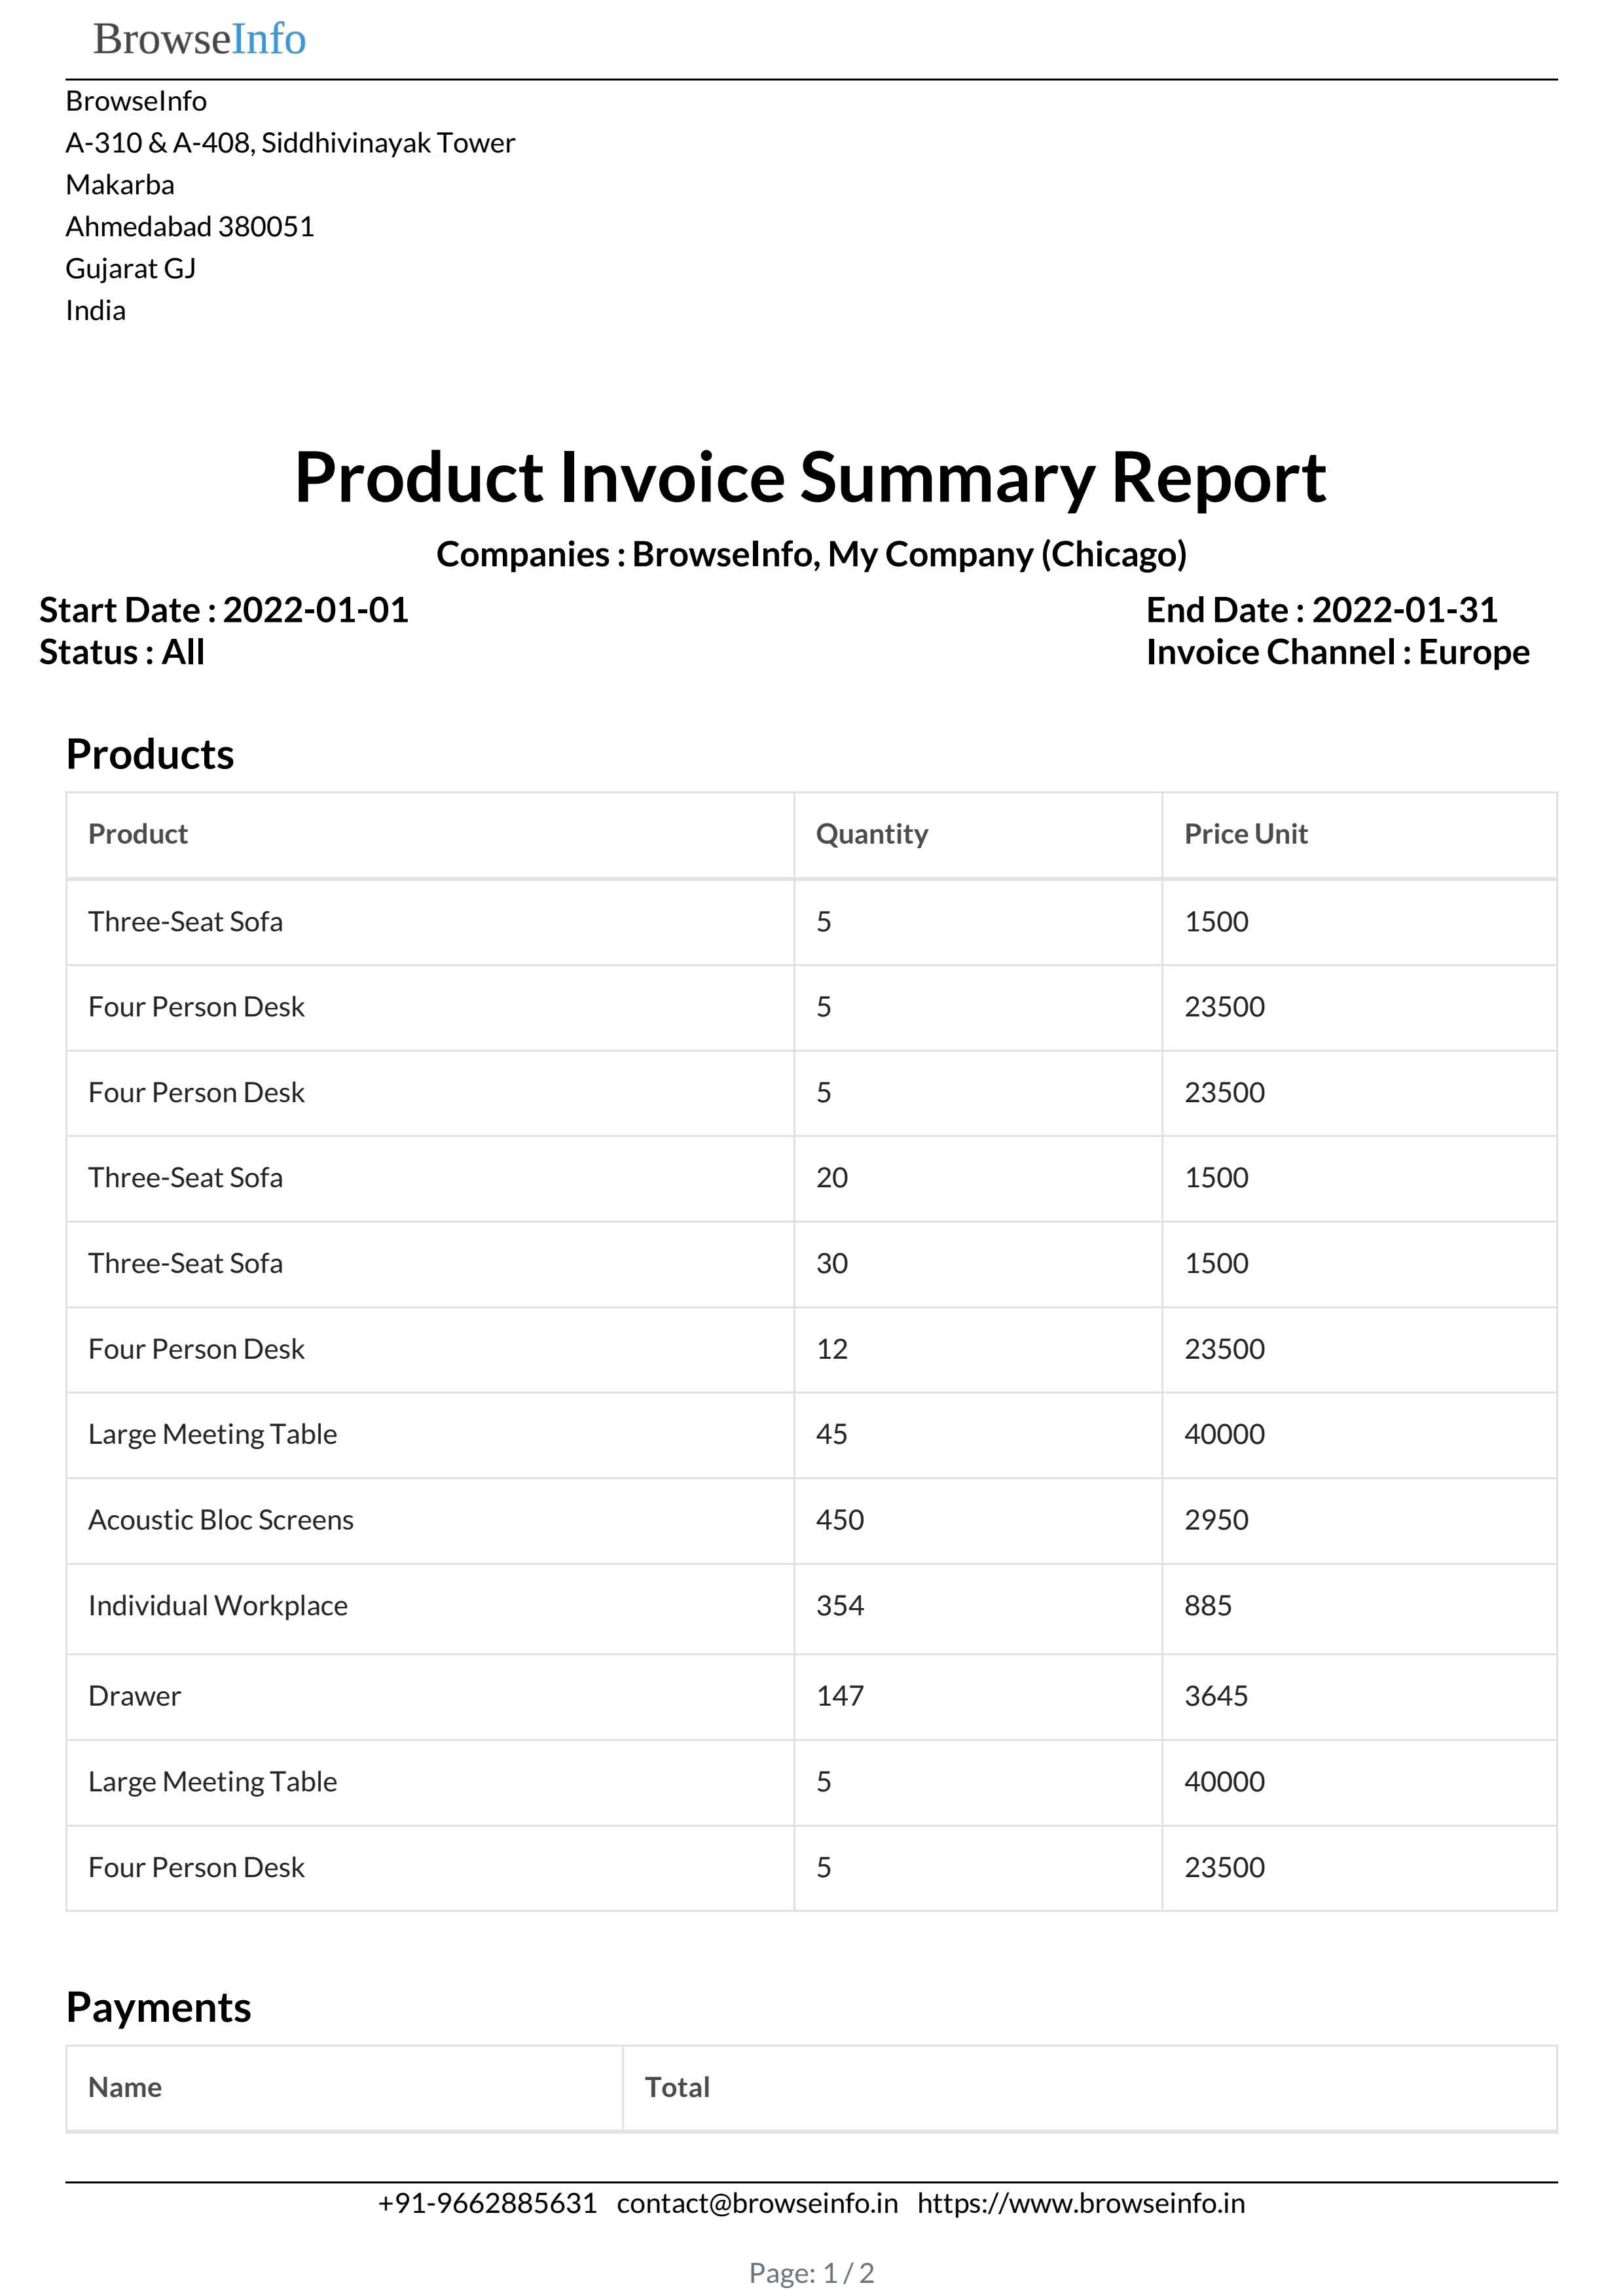 BrowseInfo
BrowseInfo
A-310 & A-408, Siddhivinayak Tower
Makarba
Ahmedabad 380051
Gujarat GJ
India
Product Invoice Summary Report
Companies : BrowseInfo, My Company (Chicago)
Start Date : 2022-01-01 End Date : 2022-01-31
Status : All Invoice Channel : Europe
Products
Product Quantity Price Unit
Three-Seat Sofa 5 1500
Four Person Desk 5 23500
Four Person Desk 5 23500
Three-Seat Sofa 20 1500
Three-Seat Sofa 30 1500
Four Person Desk 12 23500
Large Meeting Table 45 40000
Acoustic Bloc Screens 450 2950
Individual Workplace 354 885
Drawer 147 3645
Large Meeting Table 5 40000
Four Person Desk 5 23500
Payments
Name Total
+91-9662885631 contact@browseinfo.in https://www.browseinfo.in
Page: 1 / 2